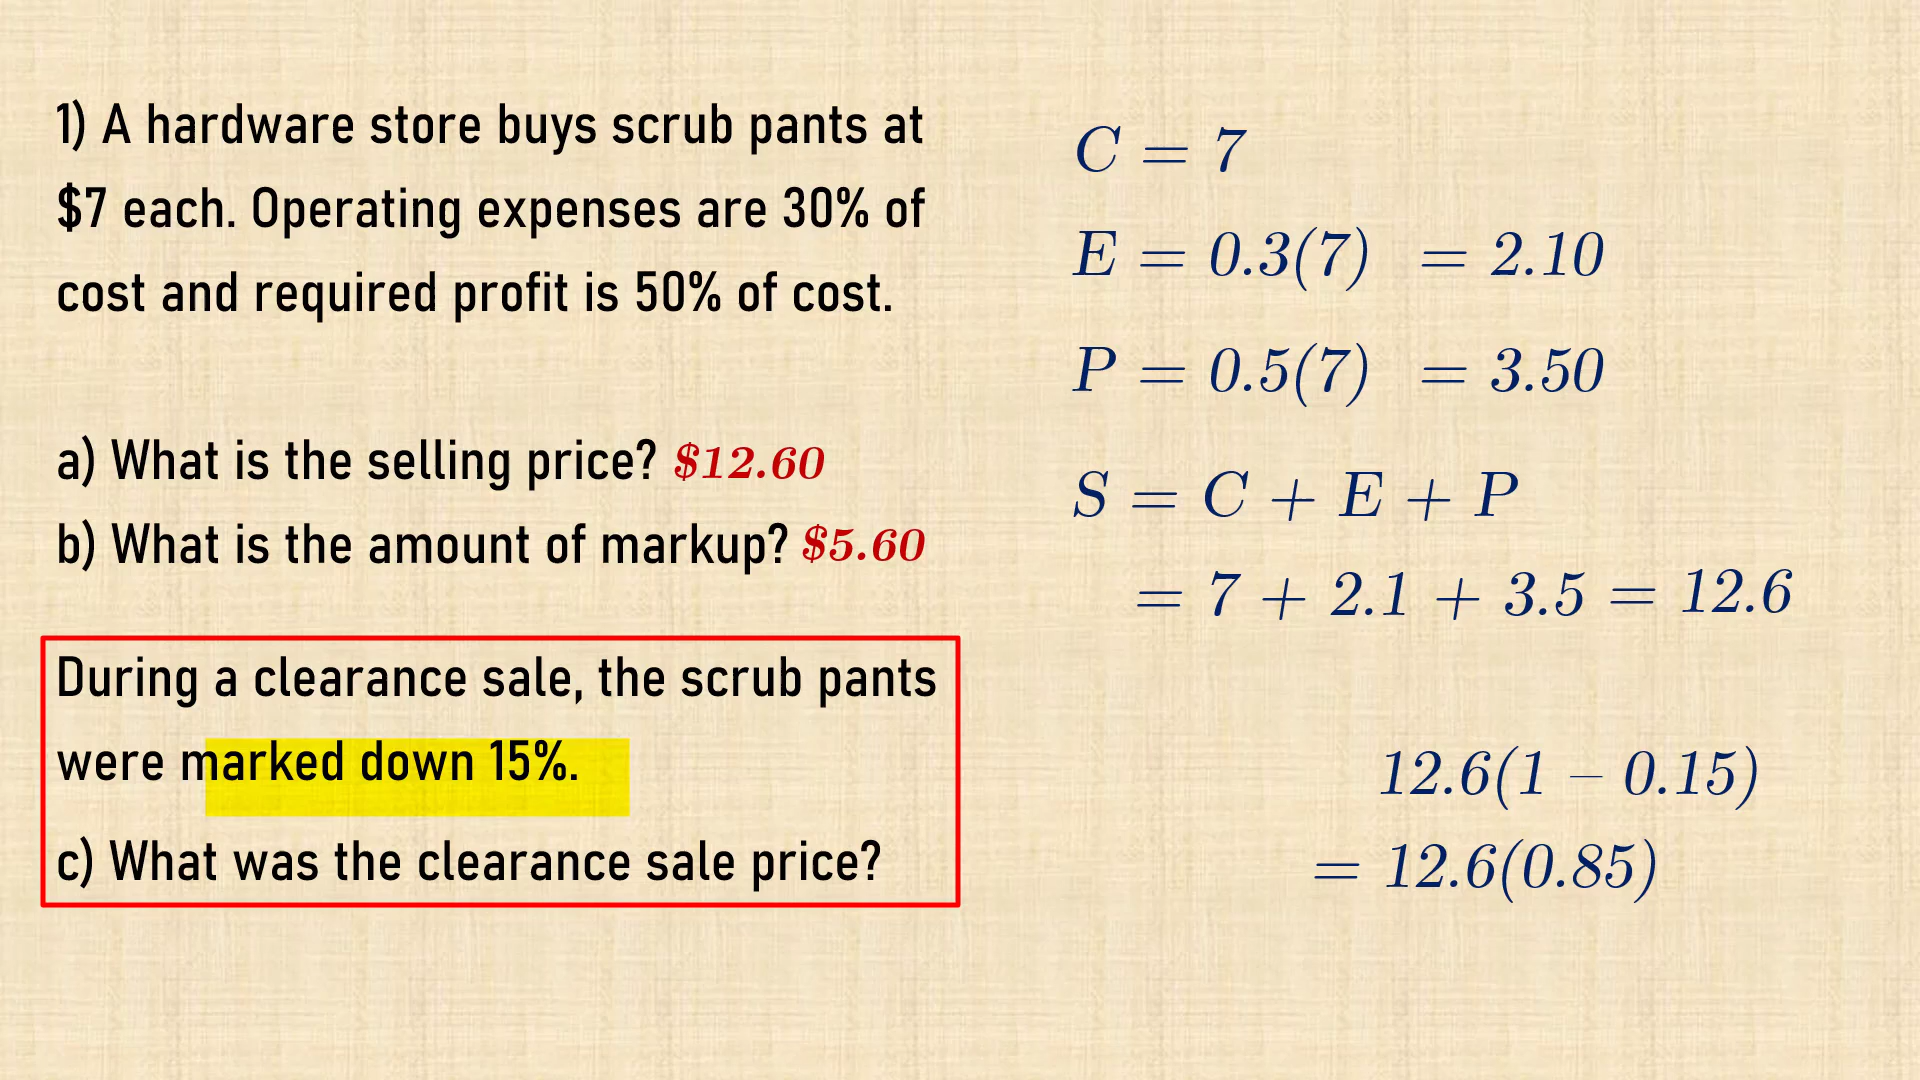 1) A hardware store buys scrub pants at
$7 each. Operating expenses are 30% of
cost and required profit is 50% of cost.
a) What is the selling price? $12.60
b) What is the amount of markup? $5.60
During a clearance sale, the scrub pants
were marked down 15%.
c) What was the clearance sale price?
C = 7
E = 0.3(7) = 2.10
P = 0.5(7) = 3.50
S = C + E + P
= 7 + 2.1 + 3.5 = 12.6
12.6(1 – 0.15)
= 12.6(0.85)